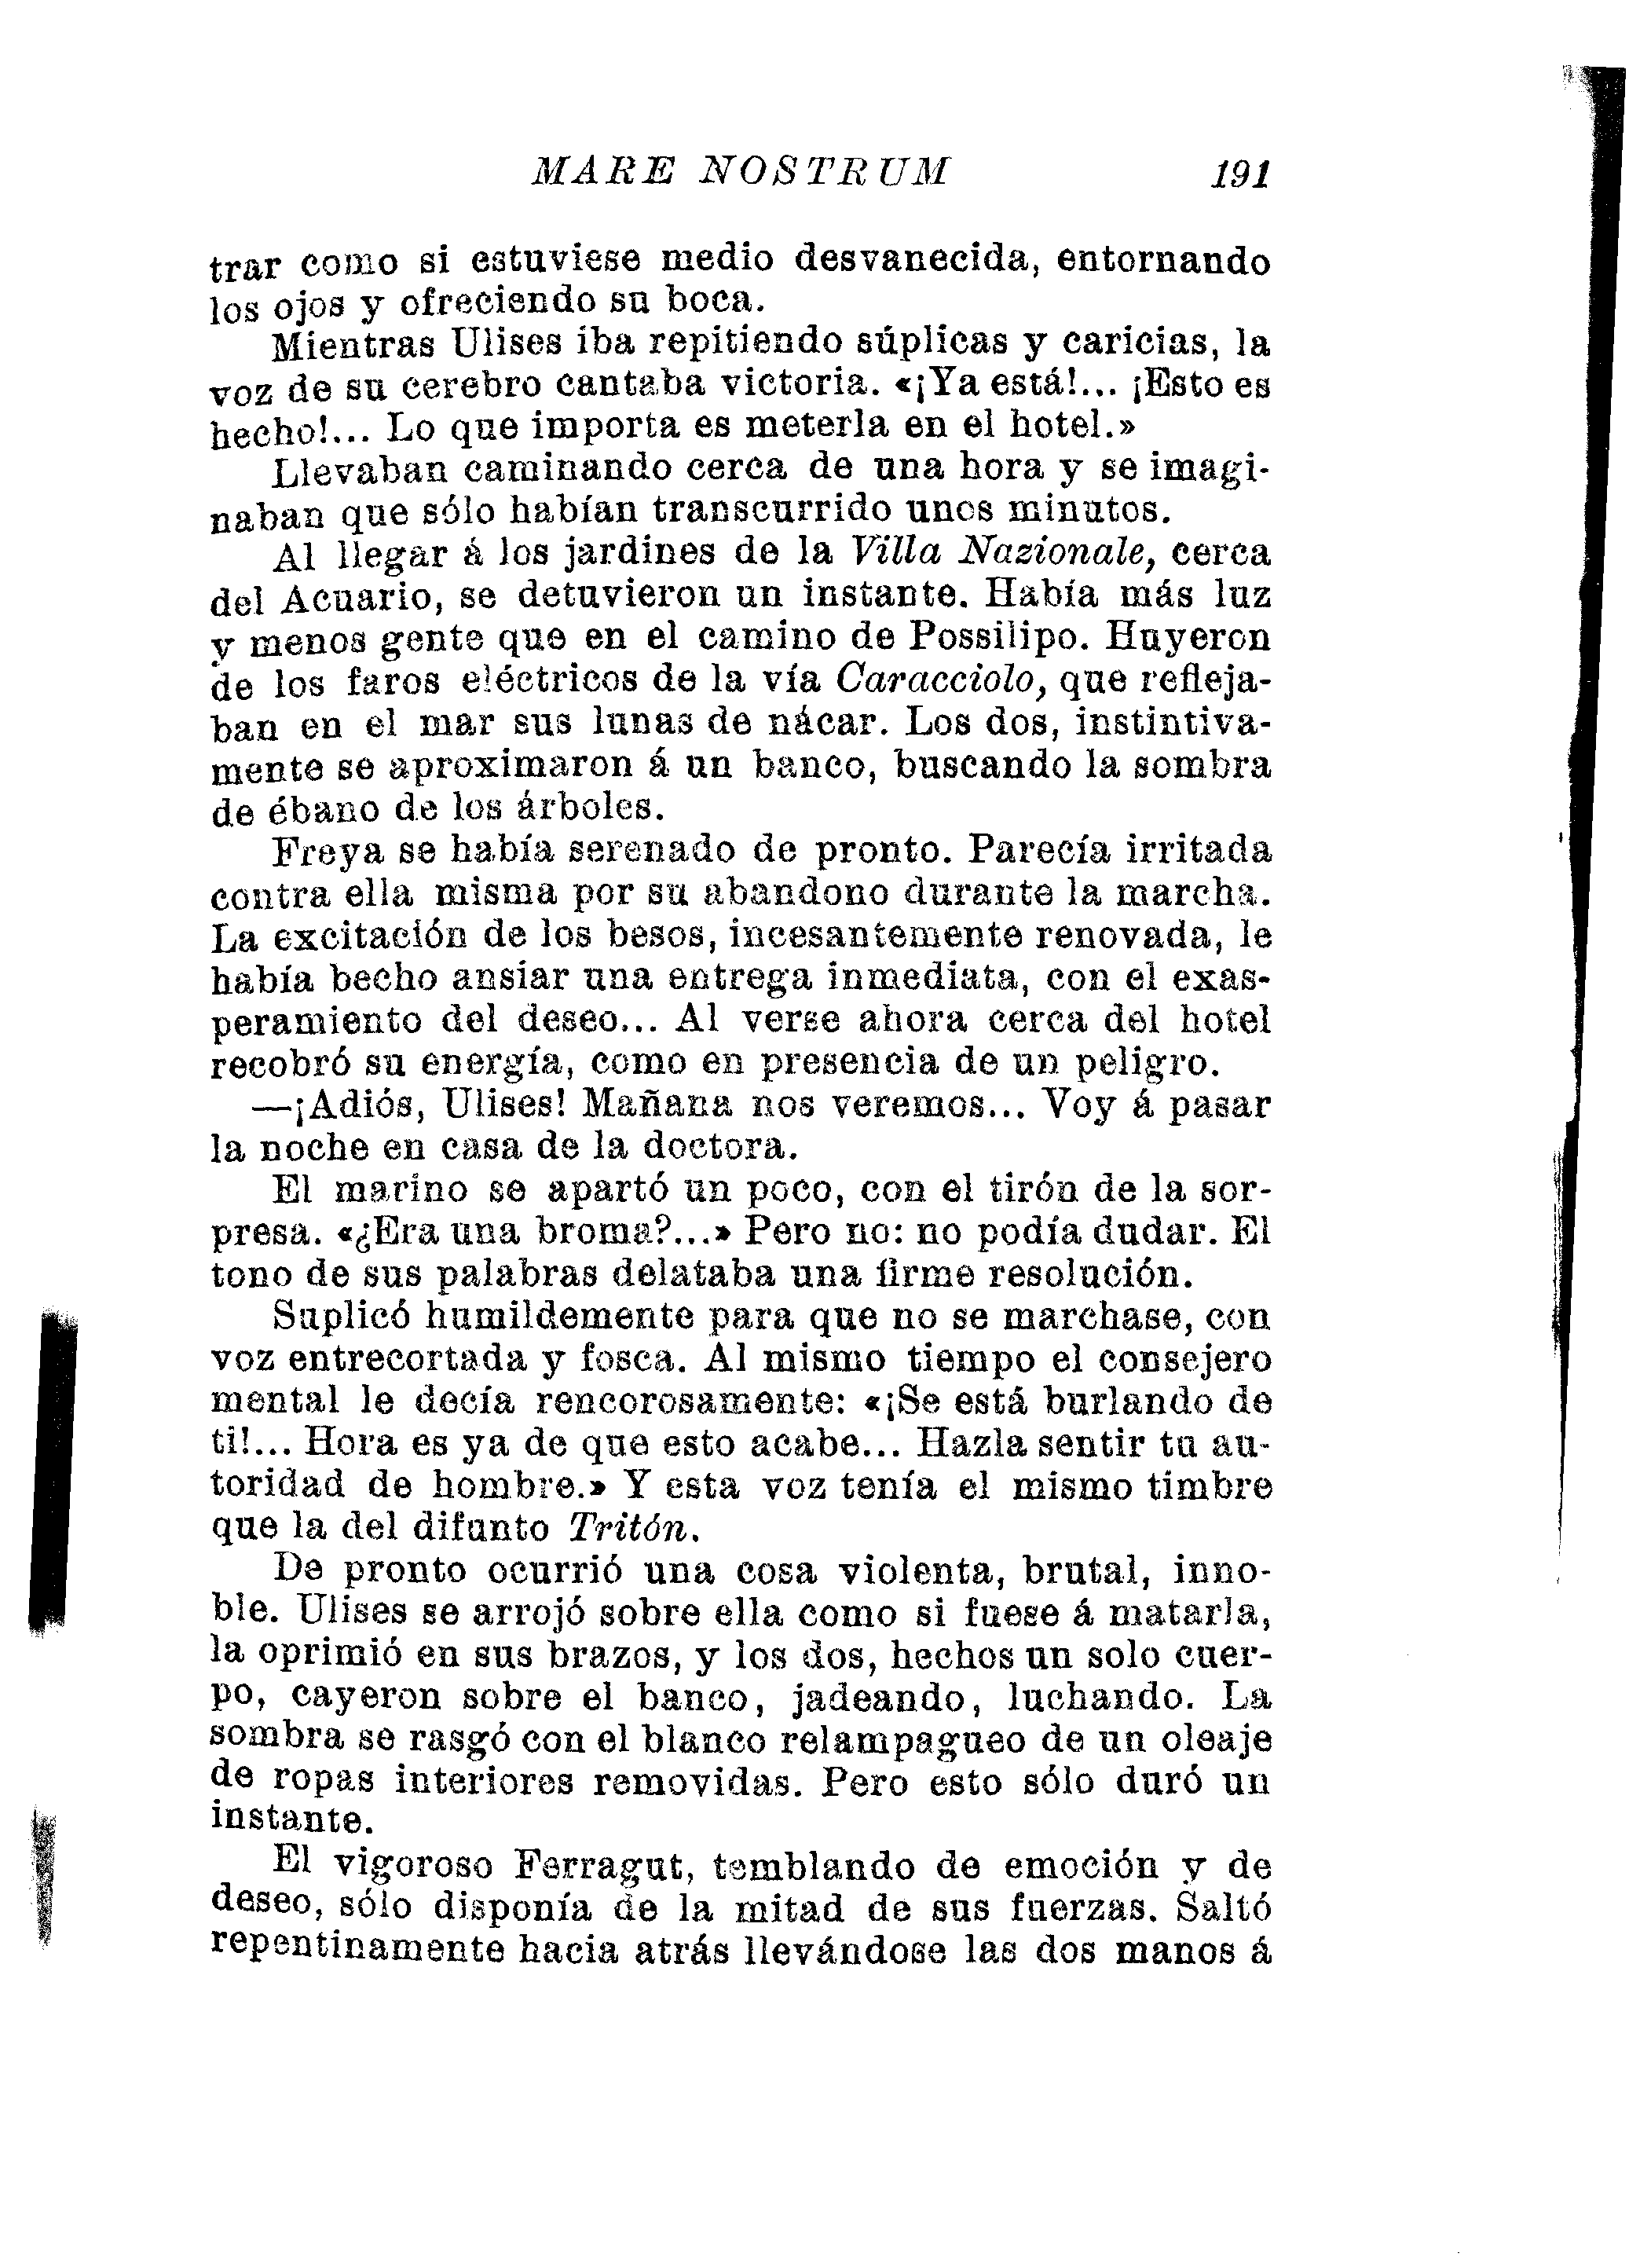 MARE NOSTRUM 191
trar como si estuviese medio desvanecida, entornando
los ojos y ofreciendo su boca.
Mientras Ulises iba repitiendo súplicas y caricias, la
voz de su cerebro cantaba victoria. «¡Ya está!... ¡Esto es
hecho!... Lo que importa es meterla en el hotel.»
Llevaban caminando cerca de una hora y se imagi-
naban que sólo habían transcurrido unos minutos.
Al llegar á los jardines de la Villa Nazionale, cerca
del Acuario, se detuvieron un instante. Había más luz
y menos gente que en el camino de Possilipo. Huyeron
de los faros eléctricos de la vía Caracciolo, que refleja-
ban en el mar sus lunas de nácar. Los dos, instintiva-
mente se aproximaron á un banco, buscando la sombra
de ébano de los árboles.
Freya se había serenado de pronto. Parecía irritada
contra ella misma por su abandono durante la marcha.
La excitación de los besos, incesantemente renovada, le
había hecho ansiar una entrega inmediata, con el exas-
peramiento del deseo... Al verse ahora cerca del hotel
recobró su energía, como en presencia de un peligro.
—¡Adiós, Ulises! Mañana nos veremos... Voy á pasar
la noche en casa de la doctora.
El marino se apartó un poco, con el tirón de la sor-
presa. «¿Era una broma?...» Pero no: no podía dudar. El
tono de sus palabras delataba una firme resolución.
Suplicó humildemente para que no se marchase, con
voz entrecortada y fosca. Al mismo tiempo el consejero
mental le decía rencorosamente: «¡Se está burlando de
ti!... Hora es ya de que esto acabe... Hazla sentir tu au-
toridad de hombre.» Y esta voz tenía el mismo timbre
que la del difunto Tritón.
De pronto ocurrió una cosa violenta, brutal, inno-
ble. Ulises se arrojó sobre ella como si fuese á matarla,
la oprimió en sus brazos, y los dos, hechos un solo cuer-
po, cayeron sobre el banco, jadeando, luchando. La
sombra se rasgó con el blanco relampagueo de un oleaje
de ropas interiores removidas. Pero esto sólo duró un
instante.
El vigoroso Ferragut, temblando de emoción y de
deseo, sólo disponía de la mitad de sus fuerzas. Saltó
repentinamente hacia atrás llevándose las dos manos á